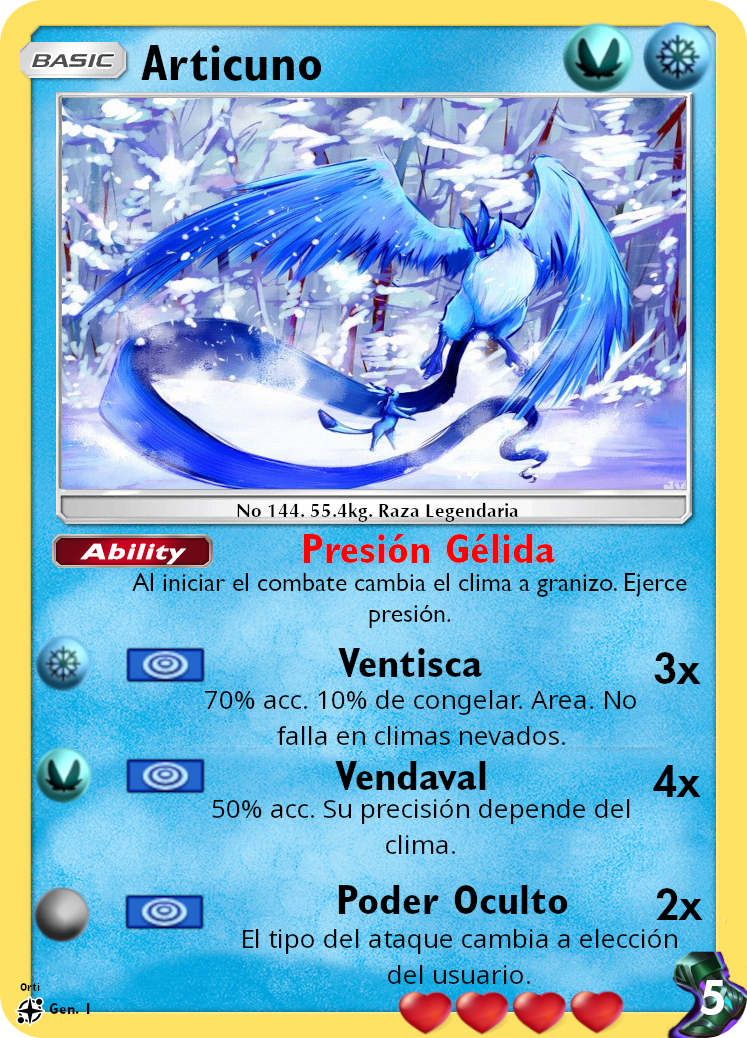 BASIC Articuno
No 144. 55.4kg. Raza Legendaria
Ability Presión Gélida
Al iniciar el combate cambia el clima a granizo. Ejerce
presión.
Ventisca 3x
70% acc. 10% de congelar. Area. No
falla en climas nevados.
Vendaval 4x
50% acc. Su precisión depende del
clima.
Poder Oculto 2x
El tipo del ataque cambia a elección
del usuario.
Orti
Gen. I
5